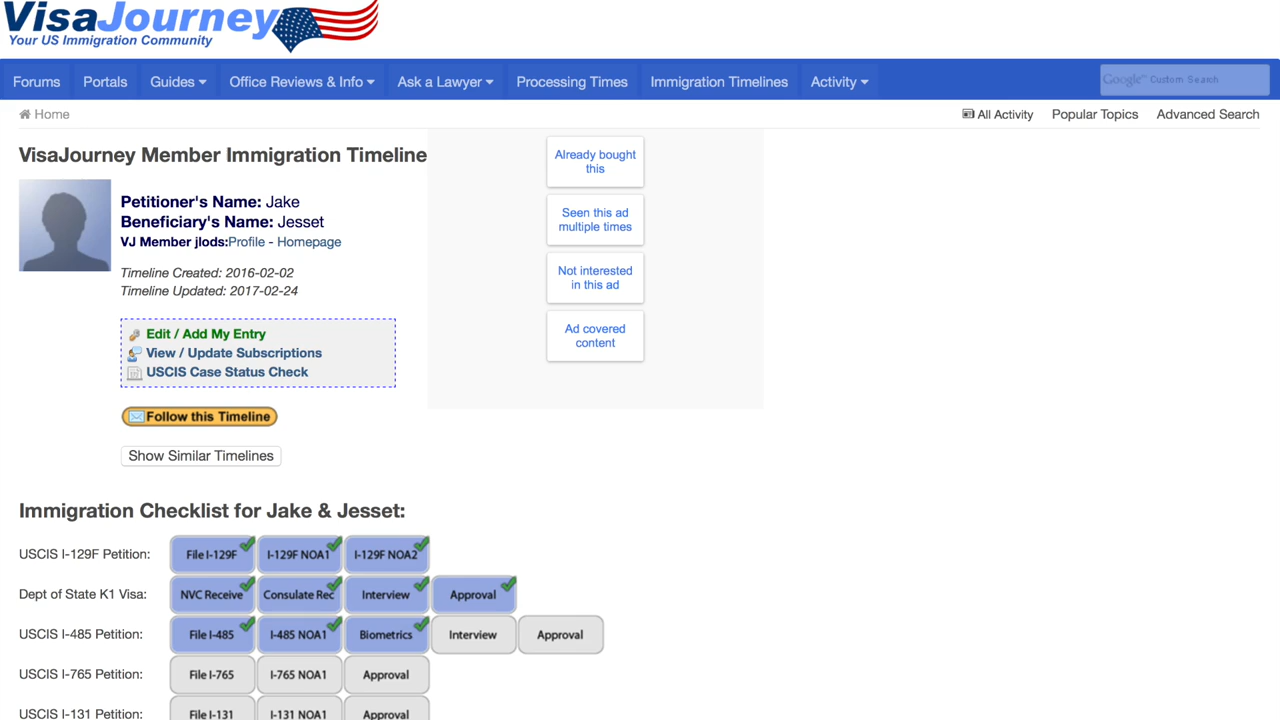 VisaJourney
Your US Immigration Community
Forums Portals Guides Office Reviews & Info Ask a Lawyer Processing Times Immigration Timelines Activity Google Custom Search
Home All Activity Popular Topics Advanced Search
VisaJourney Member Immigration Timeline
Petitioner's Name: Jake
Beneficiary's Name: Jesset
VJ Member jlods:Profile - Homepage
Timeline Created: 2016-02-02
Timeline Updated: 2017-02-24
Edit / Add My Entry
View / Update Subscriptions
USCIS Case Status Check
Follow this Timeline
Show Similar Timelines
Already bought
this
Seen this ad
multiple times
Not interested
in this ad
Ad covered
content
Immigration Checklist for Jake & Jesset:
USCIS I-129F Petition: File I-129F I-129F NOA1 I-129F NOA2
Dept of State K1 Visa: NVC Receive Consulate Rec Interview Approval
USCIS I-485 Petition: File I-485 I-485 NOA1 Biometrics Interview Approval
USCIS I-765 Petition: File I-765 I-765 NOA1 Approval
USCIS I-131 Petition: File I-131 I-131 NOA1 Approval